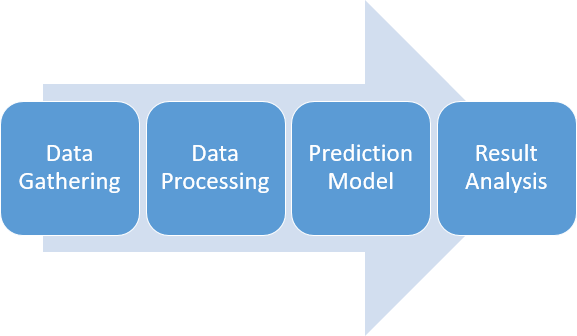 Data
Gathering
Data
Processing
Prediction
Model
Result
Analysis